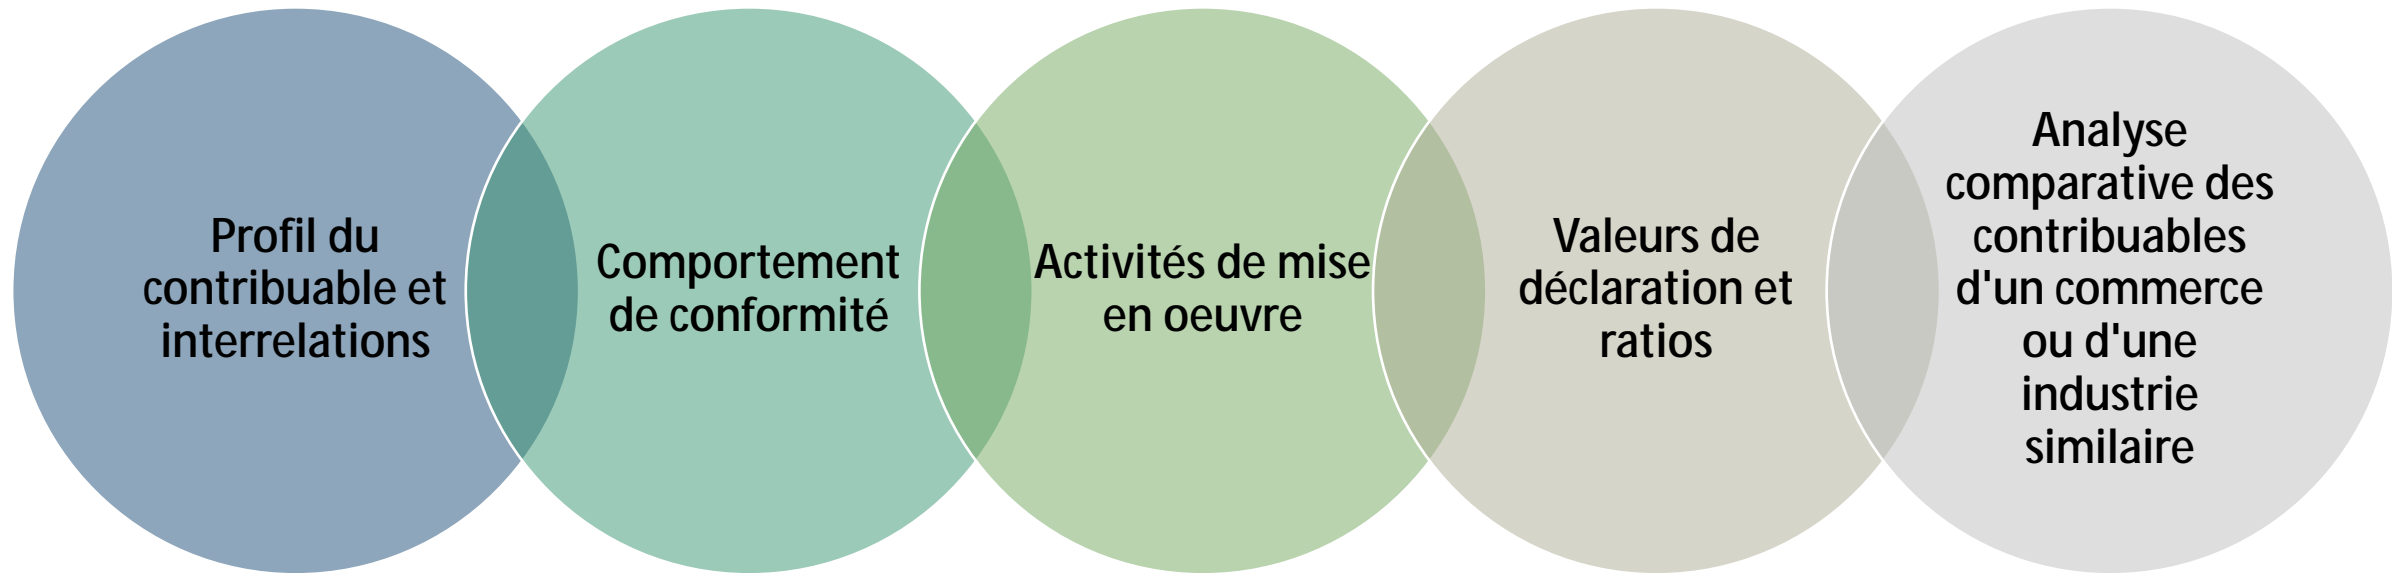 Profil du
contribuable et
interrelations
Comportement
de conformité
Activités de mise
en oeuvre
Valeurs de
déclaration et
ratios
Analyse
comparative des
contribuables
d'un commerce
ou d'une
industrie
similaire